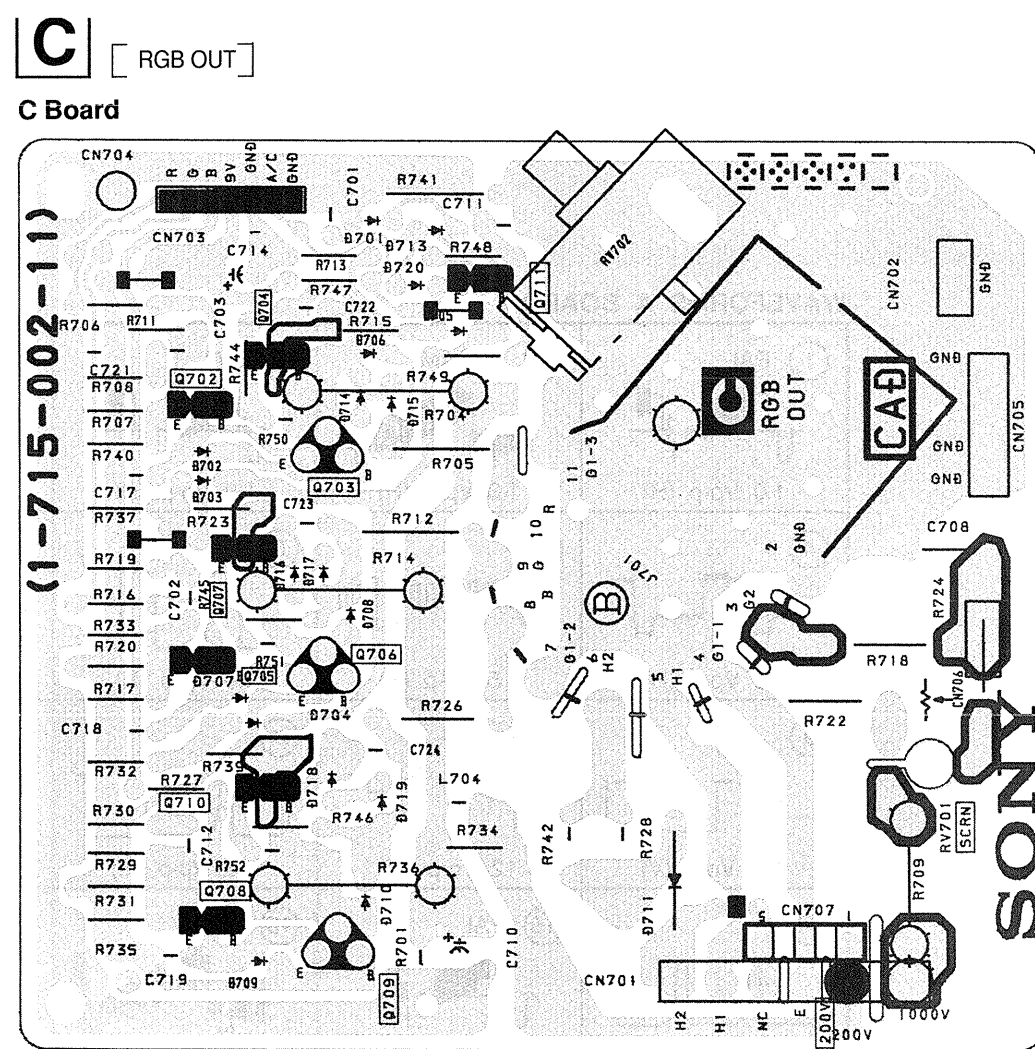 C [ RGB OUT ]
C Board
CN704
R G B 9V GND A/C GND
CN703
C714
C701
R741
C711
D701
D713
R748
R713
D720
R747
Q711
RV702
CN702
GND
(1-715-002-11)
R706
R711
C703
Q704
C722
R715
D706
E B
C721
R708
Q702
R744
E B
R749
GND
CAD
RGB OUT
CN705
R707
E B
D714
D715
R704
R750
R740
D702
E B
R705
11 G1-3
GND
D703
Q703
GND
C717
R737
R723
C723
R712
10 R
2 GND
C708
R719
B
D716
D717
R714
9 G
J701
R716
C702
R745
Q707
D708
8 B
B
3 G2
R724
R733
R720
R751
Q706
7 G1-2
6 H2
G1-1
4
R718
D707
Q705
5 H1
CN706
R717
E B
D704
R726
R722
C718
C724
R739
R732
R727
D718
D719
L704
SONY
Q710
E B
R730
R746
R734
R742
R728
RV701
SCRN
C712
R729
R752
R736
R709
Q708
D710
R731
D711
5 CN707 1
E B
R735
R701
C710
E B
C719
D709
Q709
CN701
H2 H1 NC E 200V 200V 1000V